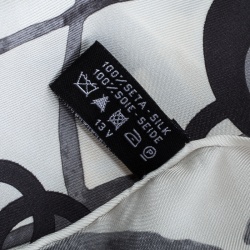 100% SETA - SILK
100% SOIE - SEIDE
P
13 V